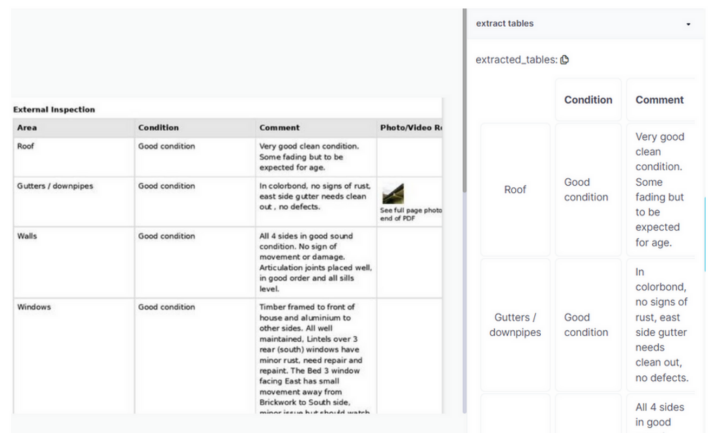 External Inspection
Area Condition Comment Photo/Video Re
Roof Good condition Very good clean condition.
Some fading but to be
expected for age.
Gutters / downpipes Good condition In colorbond, no signs of rust,
east side gutter needs clean
out , no defects.
See full page photo
end of PDF
Walls Good condition All 4 sides in good sound
condition. No sign of
movement or damage.
Articulation joints placed well,
in good order and all sills
level.
Windows Good condition Timber framed to front of
house and aluminium to
other sides. All well
maintained, Lintels over 3
rear (south) windows have
minor rust, need repair and
repaint. The Bed 3 window
facing East has small
movement away from
Brickwork to South side,
minor issue but should watch
extract tables
extracted_tables:
Condition Comment
Roof
Good
condition
Very good
clean
condition.
Some
fading but
to be
expected
for age.
Gutters /
downpipes
Good
condition
In
colorbond,
no signs of
rust, east
side gutter
needs
clean out,
no defects.
All 4 sides
in good